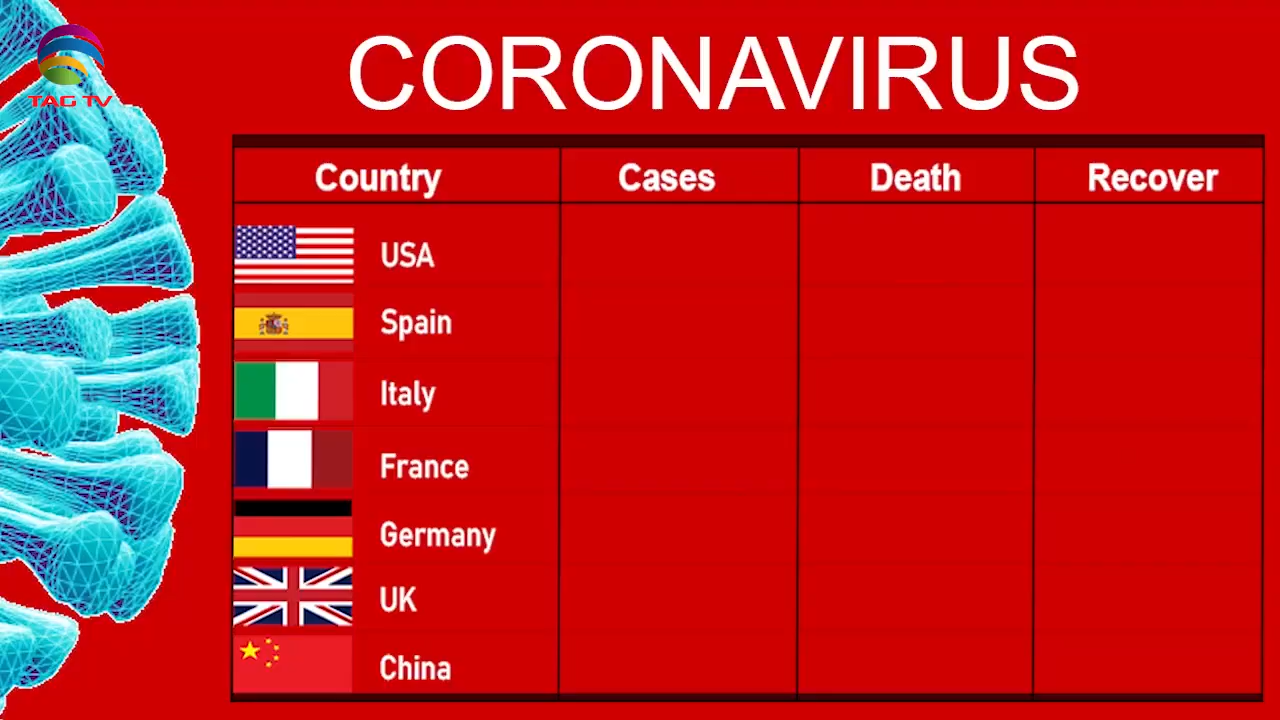 TAG TV
CORONAVIRUS
Country Cases Death Recover
USA
Spain
Italy
France
Germany
UK
China